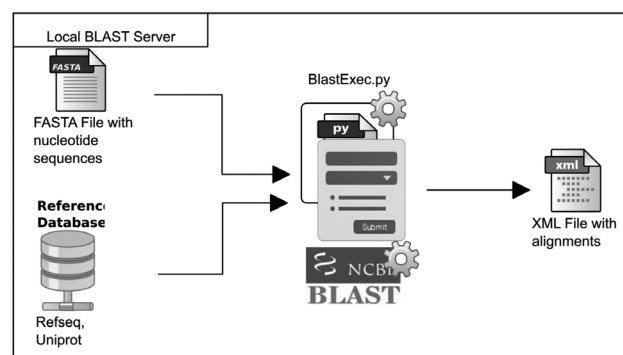 Local BLAST Server
FASTA
FASTA File with
nucleotide
sequences
BlastExec.py
py
Submit
NCBI
BLAST
Reference
Database
Refseq,
Uniprot
xml
XML File with
alignments